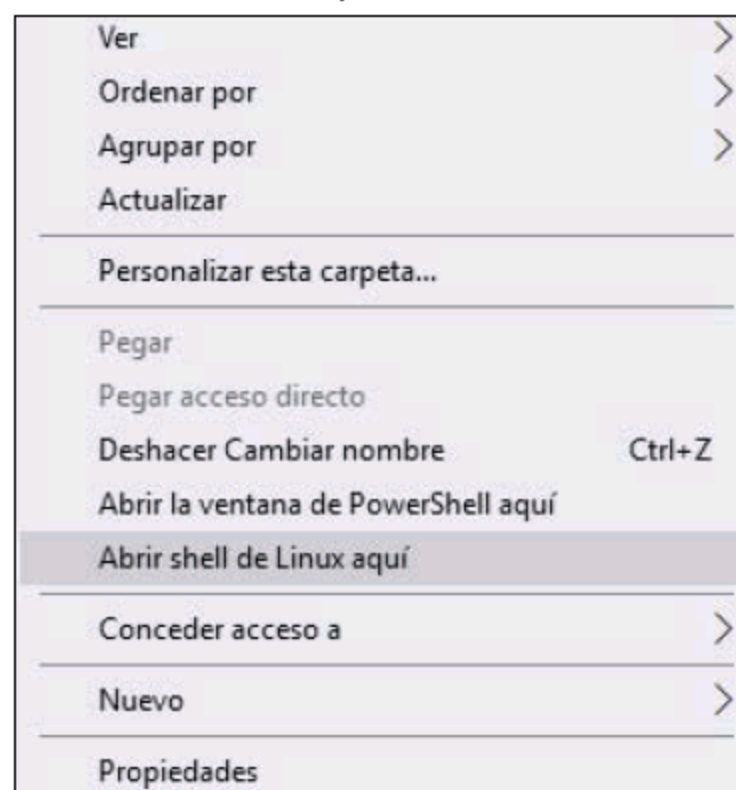 Ver
Ordenar por
Agrupar por
Actualizar
Personalizar esta carpeta...
Pegar
Pegar acceso directo
Deshacer Cambiar nombre Ctrl+Z
Abrir la ventana de PowerShell aquí
Abrir shell de Linux aquí
Conceder acceso a
Nuevo
Propiedades